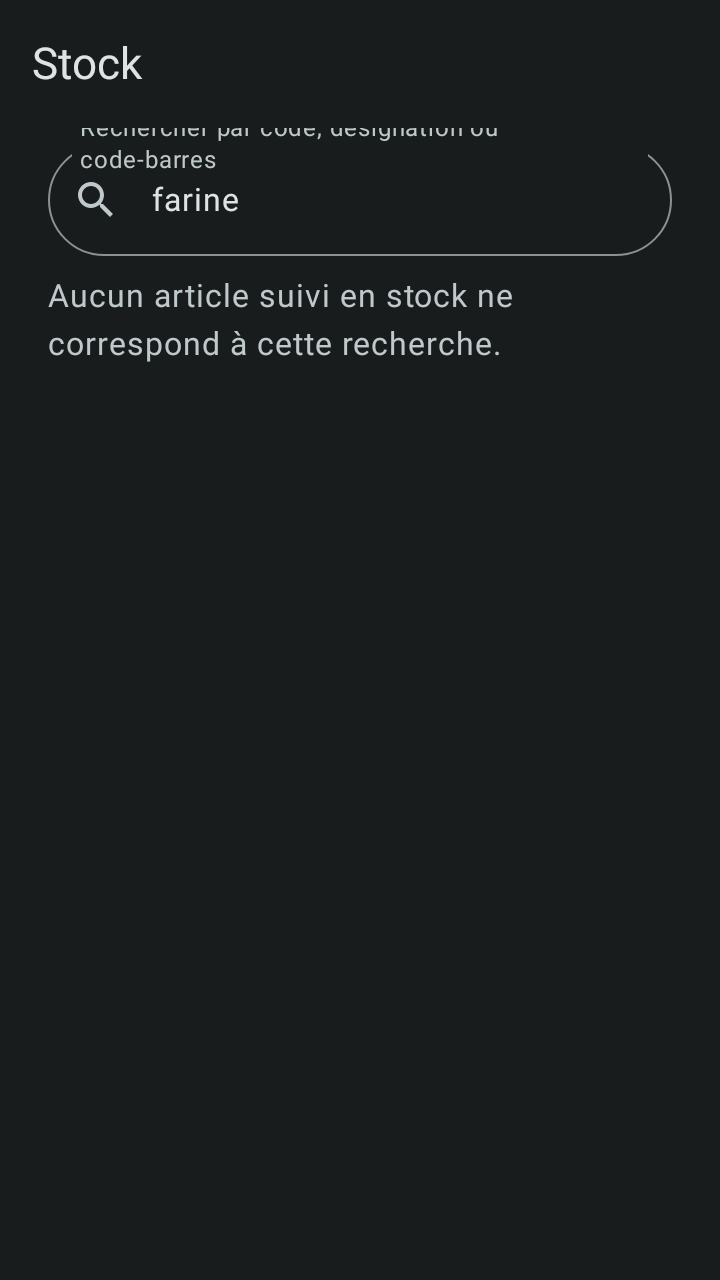 Stock
Rechercher par code, désignation ou
code-barres
farine
Aucun article suivi en stock ne
correspond à cette recherche.